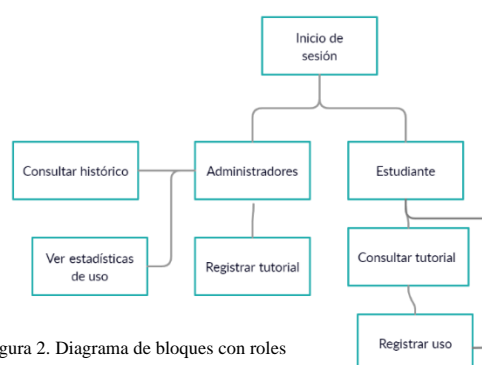 Inicio de
sesión
Consultar histórico
Administradores
Estudiante
Ver estadísticas
de uso
Registrar tutorial
Consultar tutorial
Registrar uso
gura 2. Diagrama de bloques con roles